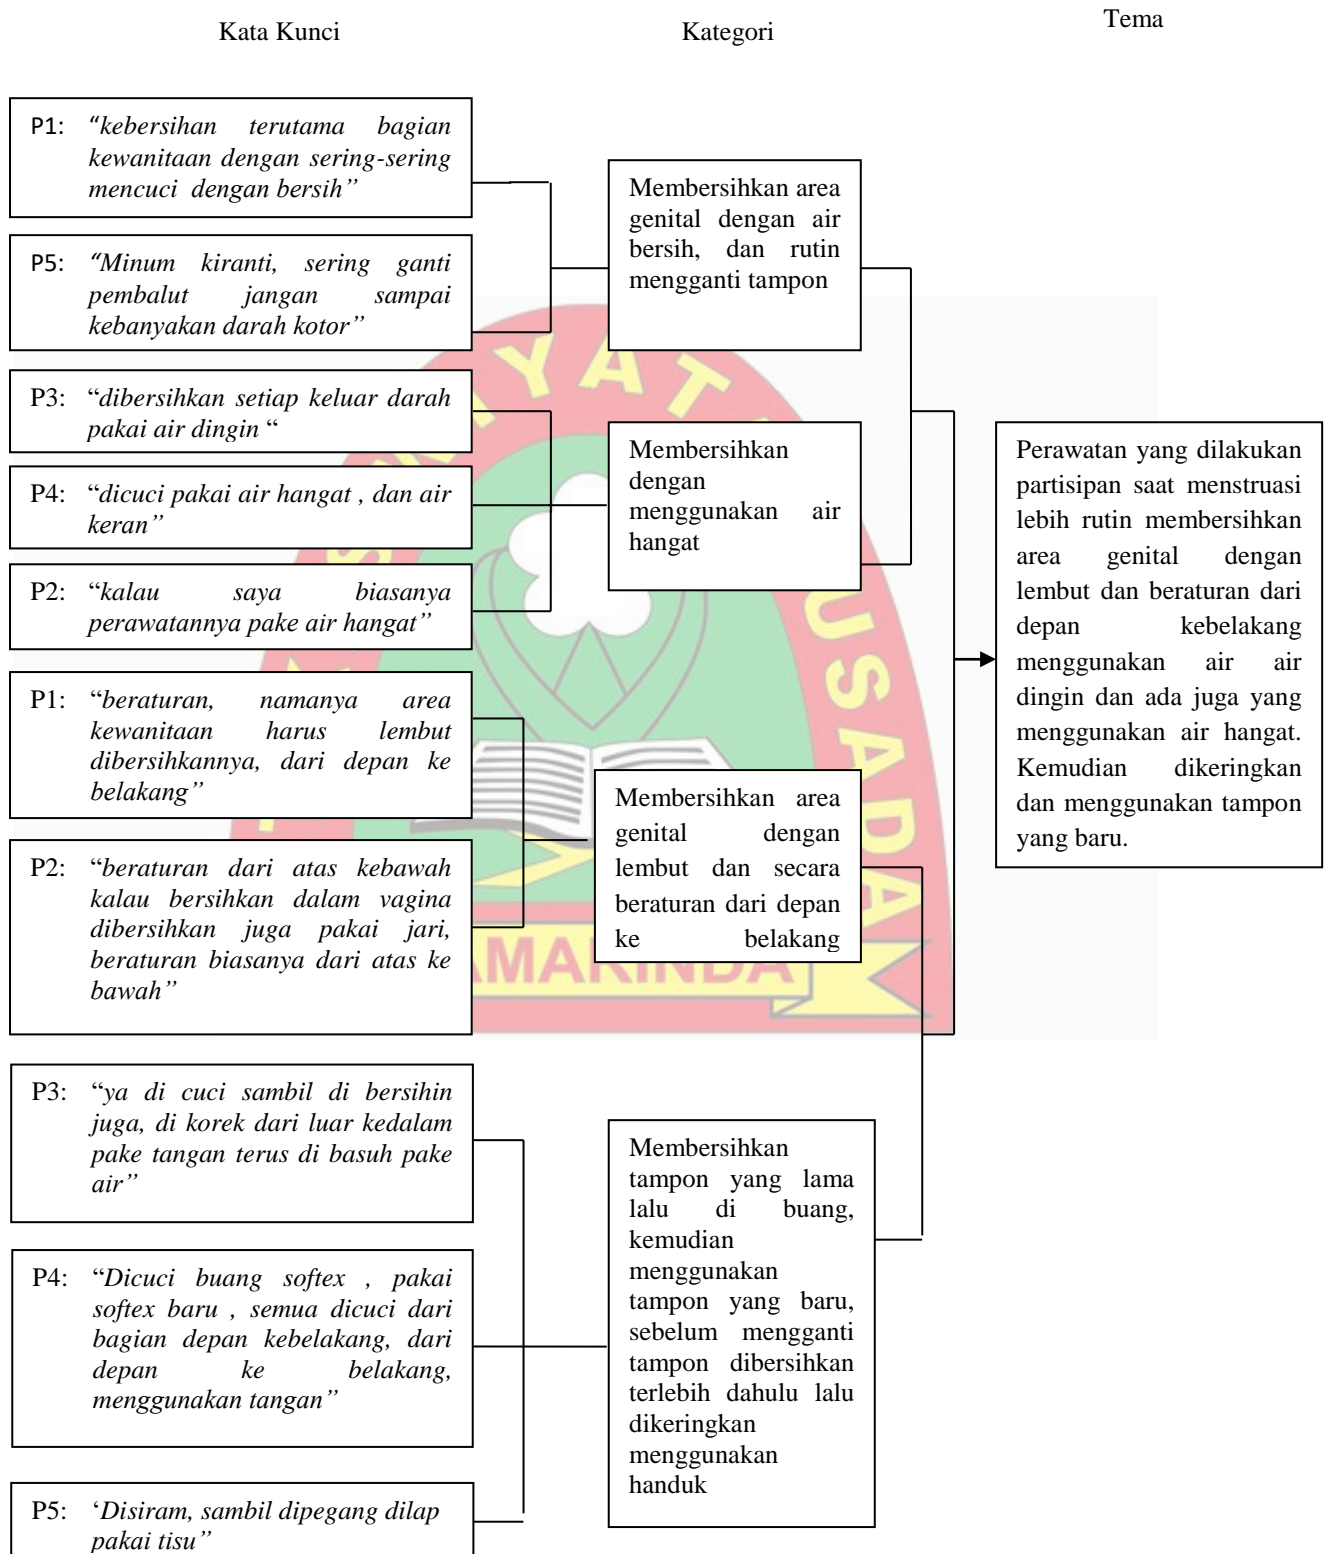 Kata Kunci
Kategori
Tema
P1: “kebersihan terutama bagian
kewanitaan dengan sering-sering
mencuci dengan bersih”
P5: “Minum kiranti, sering ganti
pembalut jangan sampai
kebanyakan darah kotor”
P3: “dibersihkan setiap keluar darah
pakai air dingin “
P4: “dicuci pakai air hangat , dan air
keran”
P2: “kalau saya biasanya
perawatannya pake air hangat”
P1: “beraturan, namanya area
kewanitaan harus lembut
dibersihkannya, dari depan ke
belakang”
P2: “beraturan dari atas kebawah
kalau bersihkan dalam vagina
dibersihkan juga pakai jari,
beraturan biasanya dari atas ke
bawah”
P3: “ya di cuci sambil di bersihin
juga, di korek dari luar kedalam
pake tangan terus di basuh pake
air”
P4: “Dicuci buang softex , pakai
softex baru , semua dicuci dari
bagian depan kebelakang, dari
depan ke belakang,
menggunakan tangan”
P5: ‘Disiram, sambil dipegang dilap
pakai tisu”
Membersihkan area
genital dengan air
bersih, dan rutin
mengganti tampon
Membersihkan
dengan
menggunakan air
hangat
Membersihkan area
genital dengan
lembut dan secara
beraturan dari depan
ke belakang
Membersihkan
tampon yang lama
lalu di buang,
kemudian
menggunakan
tampon yang baru,
sebelum mengganti
tampon dibersihkan
terlebih dahulu lalu
dikeringkan
menggunakan
handuk
Perawatan yang dilakukan
partisipan saat menstruasi
lebih rutin membersihkan
area genital dengan
lembut dan beraturan dari
depan kebelakang
menggunakan air air
dingin dan ada juga yang
menggunakan air hangat.
Kemudian dikeringkan
dan menggunakan tampon
yang baru.